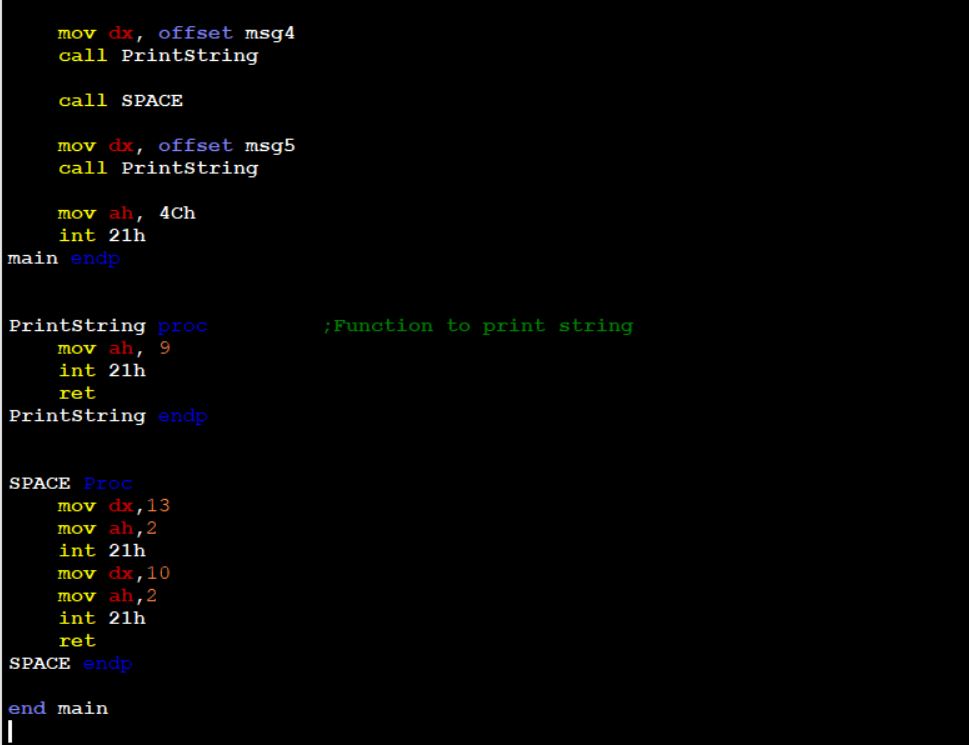 mov dx, offset msg4
call PrintString
call SPACE
mov dx, offset msg5
call PrintString
mov ah, 4Ch
int 21h
main endp
PrintString proc ;Function to print string
mov ah, 9
int 21h
ret
PrintString endp
SPACE Proc
mov dx,13
mov ah,2
int 21h
mov dx,10
mov ah,2
int 21h
ret
SPACE endp
end main